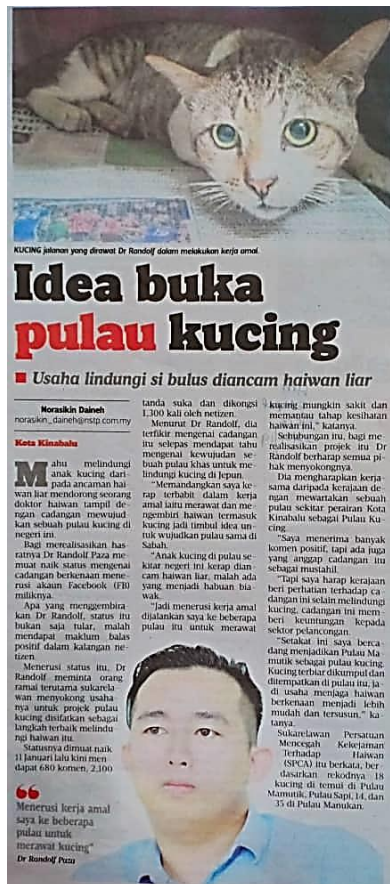 KUCING jalanan yang dirawat Dr Randolf dalam melakukan kerja amal.
Idea buka
pulau kucing
Usaha lindungi si bulus diancam haiwan liar
Norasikin Daineh
norasikin_daineh@nstp.com.my
Kota Kinabalu
Mahu melindungi
anak kucing dari-
pada ancaman hai-
wan liar mendorong seorang
doktor haiwan tampil de-
ngan cadangan mewujud-
kan sebuah pulau kucing di
negeri ini.
Bagi merealisasikan has-
ratnya Dr Randolf Paza me-
muat naik status mengenai
cadangan berkenaan mene-
rusi akaun Facebook (FB)
miliknya.
Apa yang menggembira-
kan Dr Randolf, status itu
bukan saja tular, malah
mendapat maklum balas
positif dalam kalangan ne-
tizen.
Menerusi status itu, Dr
Randolf meminta orang
ramai terutama sukarela-
wan menyokong usaha-
nya untuk projek pulau
kucing disifatkan sebagai
langkah terbaik melindu-
ngi haiwan itu.
Statusnya dimuat naik
11 Januari lalu kini men-
dapat 680 komen, 2,100
Menerusi kerja amal
saya ke beberapa
pulau untuk
merawat kucing"
Dr Randolf Paza
tanda suka dan dikongsi
1,300 kali oleh netizen.
Menurut Dr Randolf, dia
terfikir mengenai cadangan
itu selepas mendapat tahu
mengenai kewujudan se-
buah pulau khas untuk me-
lindungi kucing di Jepun.
"Memandangkan saya ke-
rap terbabit dalam kerja
amal iaitu merawat dan me-
ngembiri haiwan termasuk
kucing jadi timbul idea un-
tuk wujudkan pulau sama di
Sabah.
"Anak kucing di pulau se-
kitar negeri ini kerap dian-
cam haiwan liar, malah ada
yang menjadi habuan bia-
wak.
"Jadi menerusi kerja amal
dijalankan saya ke beberapa
pulau itu untuk merawat
kucing mungkin sakit dan
memantau tahap kesihatan
haiwan ini," katanya.
Sehubungan itu, bagi me-
realisasikan projek itu Dr
Randolf berharap semua pi-
hak menyokongnya.
Dia mengharapkan kerja-
sama daripada kerajaan de-
ngan mewartakan sebuah
pulau sekitar perairan Kota
Kinabalu sebagai Pulau Ku-
cing.
"Saya menerima banyak
komen positif, tapi ada juga
yang anggap cadangan itu
sebagai mustahil.
"Tapi saya harap kerajaan
beri perhatian terhadap ca-
dangan ini selain melindungi
kucing, cadangan ini mem-
beri keuntungan kepada
sektor pelancongan.
"Setakat ini saya berca-
dang menjadikan Pulau Ma-
mutik sebagai pulau kucing.
Kucing terbiar dikumpul dan
ditempatkan di pulau itu, ja-
di usaha menjaga haiwan
berkenaan menjadi lebih
mudah dan tersusun," ka-
tanya.
Sukarelawan Persatuan
Mencegah Kekejaman
Terhadap Haiwan
(SPCA) itu berkata, ber-
dasarkan rekodnya 18
kucing di temui di Pulau
Mamutik, Pulau Sapi, 14, dan
35 di Pulau Manukan.